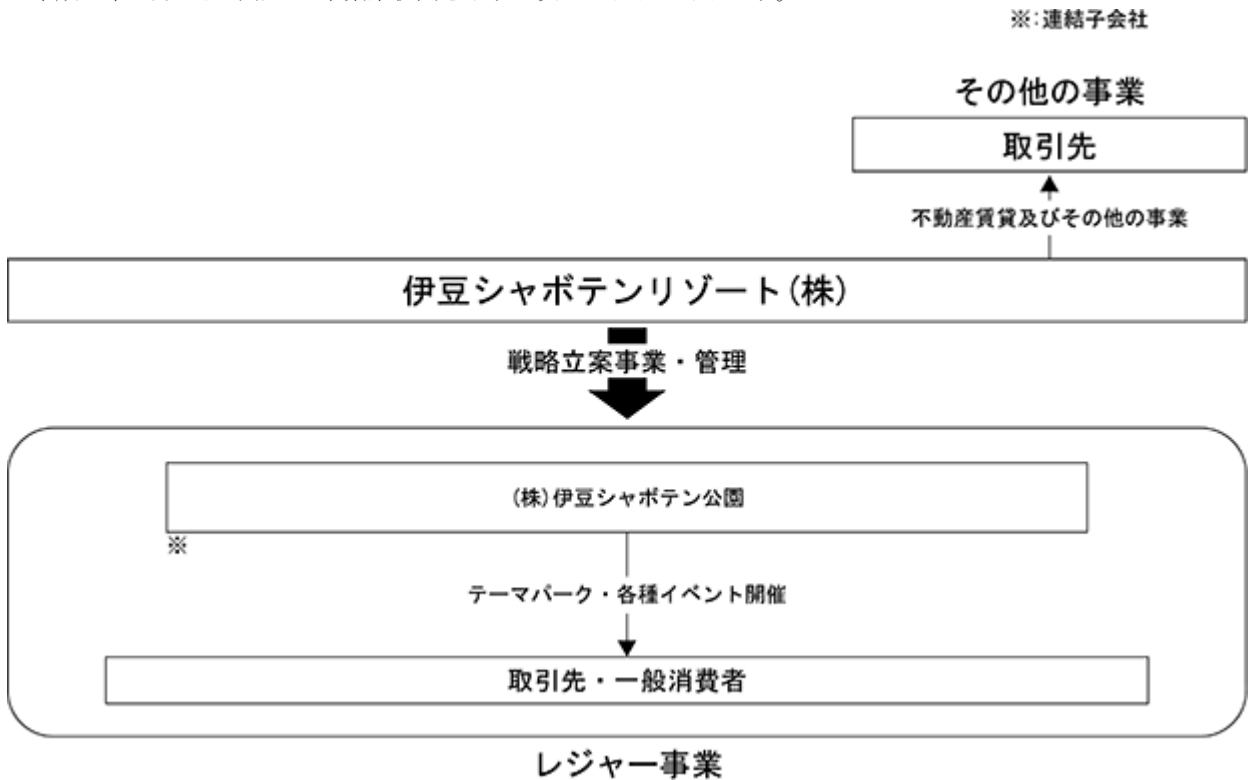 ※:連結子会社
その他の事業
取引先
不動産賃貸及びその他の事業
伊豆シャボテンリゾート(株)
戦略立案事業・管理
(株)伊豆シャボテン公園
※
テーマパーク・各種イベント開催
取引先・一般消費者
レジャー事業